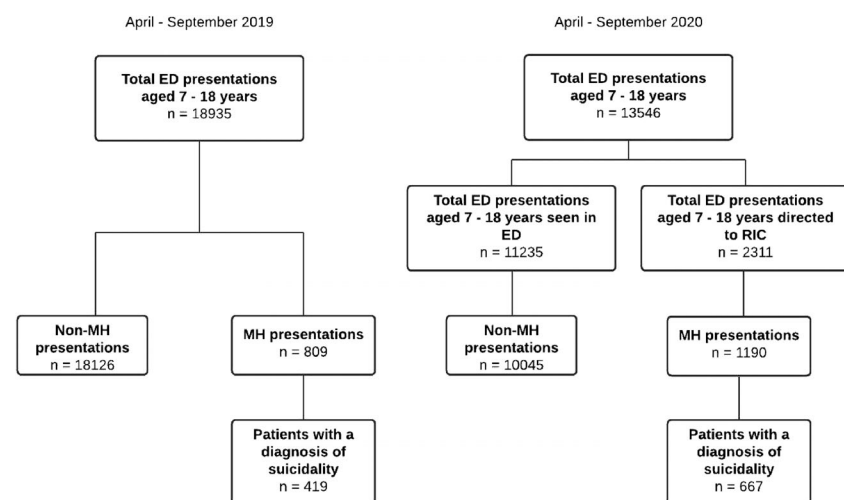 April - September 2019
Total ED presentations
aged 7 - 18 years
n = 18935
Non-MH
presentations
n = 18126
MH presentations
n = 809
Patients with a
diagnosis of
suicidality
n = 419
April - September 2020
Total ED presentations
aged 7 - 18 years
n = 13546
Total ED presentations
aged 7 - 18 years seen in
ED
n = 11235
Total ED presentations
aged 7 - 18 years directed
to RIC
n = 2311
Non-MH
presentations
n = 10045
MH presentations
n = 1190
Patients with a
diagnosis of
suicidality
n = 667